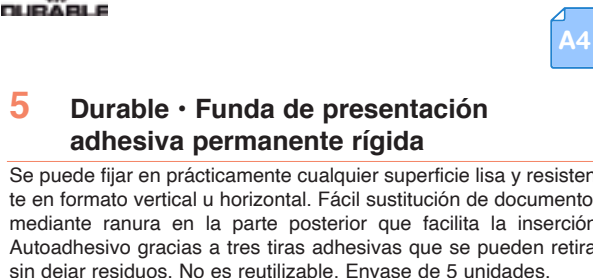 DURABLE
A4
5 Durable · Funda de presentación
adhesiva permanente rígida
Se puede fijar en prácticamente cualquier superficie lisa y resisten
te en formato vertical u horizontal. Fácil sustitución de documento
mediante ranura en la parte posterior que facilita la inserción
Autoadhesivo gracias a tres tiras adhesivas que se pueden retira
sin dejar residuos. No es reutilizable. Envase de 5 unidades.